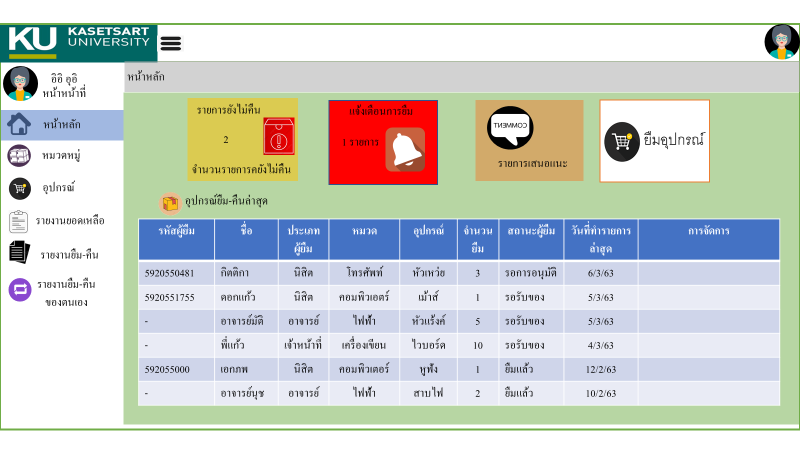 KU KASETSART
UNIVERSITY
อิอิ อุอิ
หน้าหน้าที่
หน้าหลัก
หมวดหมู่
อุปกรณ์
รายงานยอดเหลือ
รายงานยืม-คืน
รายงานยืม-คืน
ของตนเอง
หน้าหลัก
รายการยังไม่คืน
2
จำนวนรายการคยังไม่คืน
แจ้งเตือนการยืม
1 รายการ
COMMENT
รายการเสนอแนะ
ยืมอุปกรณ์
อุปกรณ์ยืม-คืนล่าสุด
รหัสผู้ยืม ชื่อ ประเภท หมวด อุปกรณ์ จำนวน สถานะผู้ยืม วันที่ทำรายการ การจัดการ
ผู้ยืม ยืม ล่าสุด
5920550481 กิตติกา นิสิต โทรศัพท์ หัวเหว่ย 3 รอการอนุมัติ 6/3/63
5920551755 ดอกแก้ว นิสิต คอมพิวเตอร์ เม้าส์ 1 รอรับของ 5/3/63
- อาจารย์มัติ อาจารย์ ไฟฟ้า หัวแร้งค์ 5 รอรับของ 5/3/63
- พี่แก้ว เจ้าหน้าที่ เครื่องเขียน ไวบอร์ด 10 รอรับของ 4/3/63
592055000 เอกภพ นิสิต คอมพิวเตอร์ หูฟัง 1 ยืมแล้ว 12/2/63
- อาจารย์นุช อาจารย์ ไฟฟ้า สาบไฟ 2 ยืมแล้ว 10/2/63